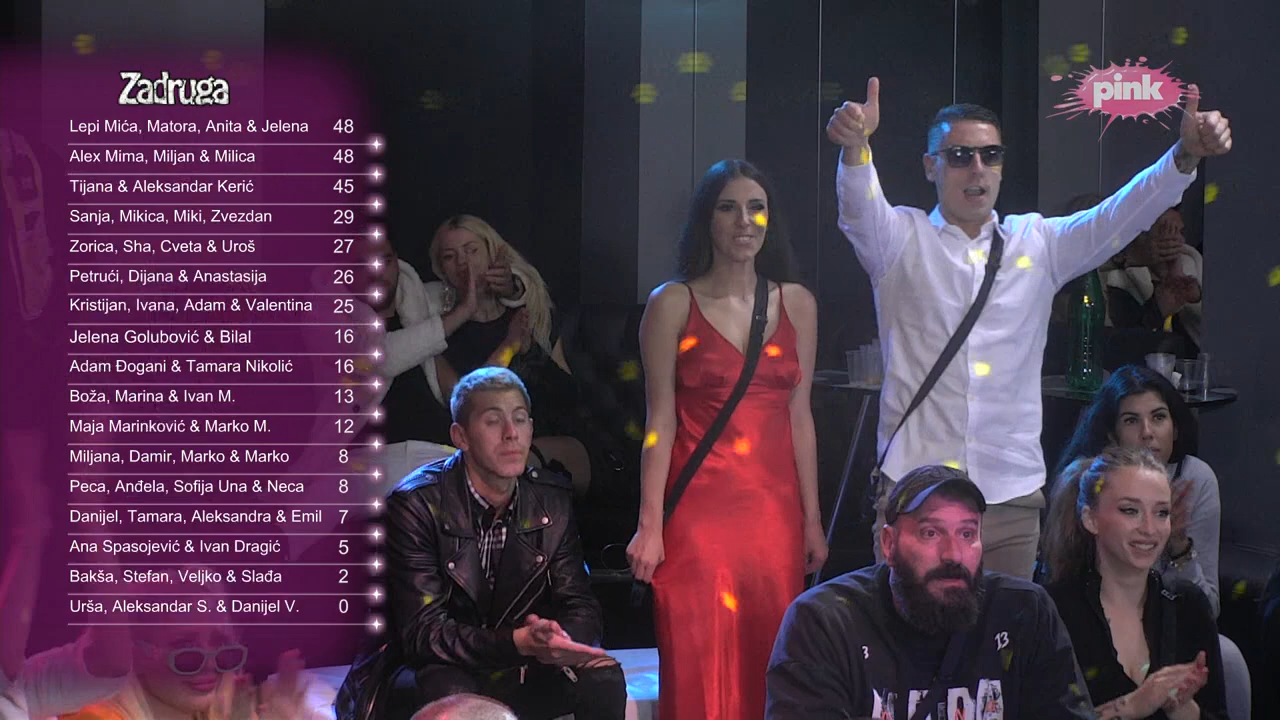 Zadruga
Lepi Mića, Matora, Anita & Jelena 48
Alex Mima, Miljan & Milica 48
Tijana & Aleksandar Kerić 45
Sanja, Mikica, Miki, Zvezdan 29
Zorica, Sha, Cveta & Uroš 27
Petrući, Dijana & Anastasija 26
Kristijan, Ivana, Adam & Valentina 25
Jelena Golubović & Bilal 16
Adam Đogani & Tamara Nikolić 16
Boža, Marina & Ivan M. 13
Maja Marinković & Marko M. 12
Miljana, Damir, Marko & Marko 8
Peca, Anđela, Sofija Una & Neca 8
Danijel, Tamara, Aleksandra & Emil 7
Ana Spasojević & Ivan Dragić 5
Bakša, Stefan, Veljko & Slađa 2
Urša, Aleksandar S. & Danijel V. 0
pink
3
13